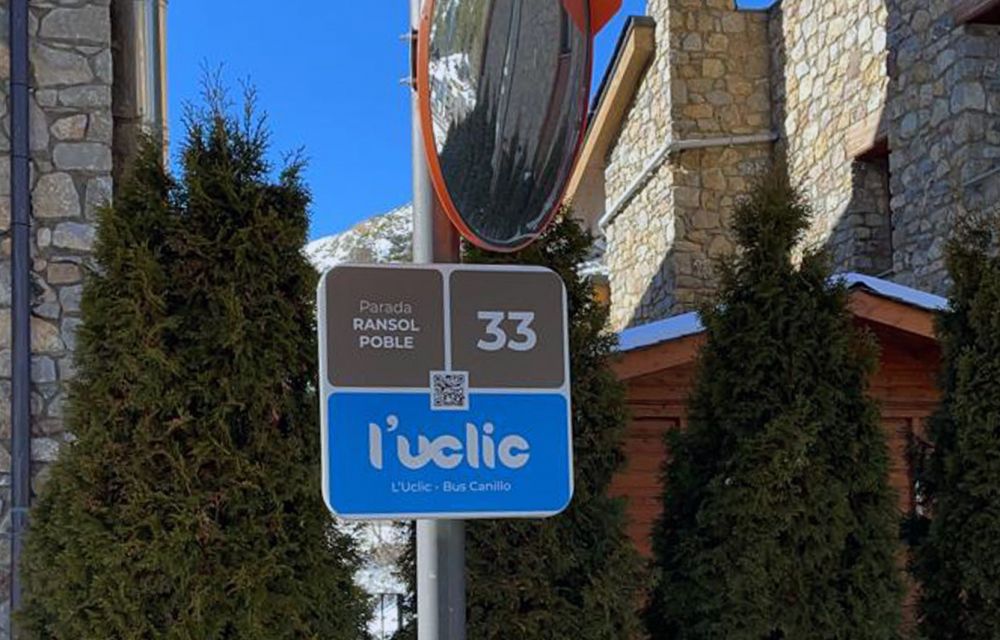 Parada
RANSOL
POBLE
33
l'uclic
L'Uclic - Bus Canillo